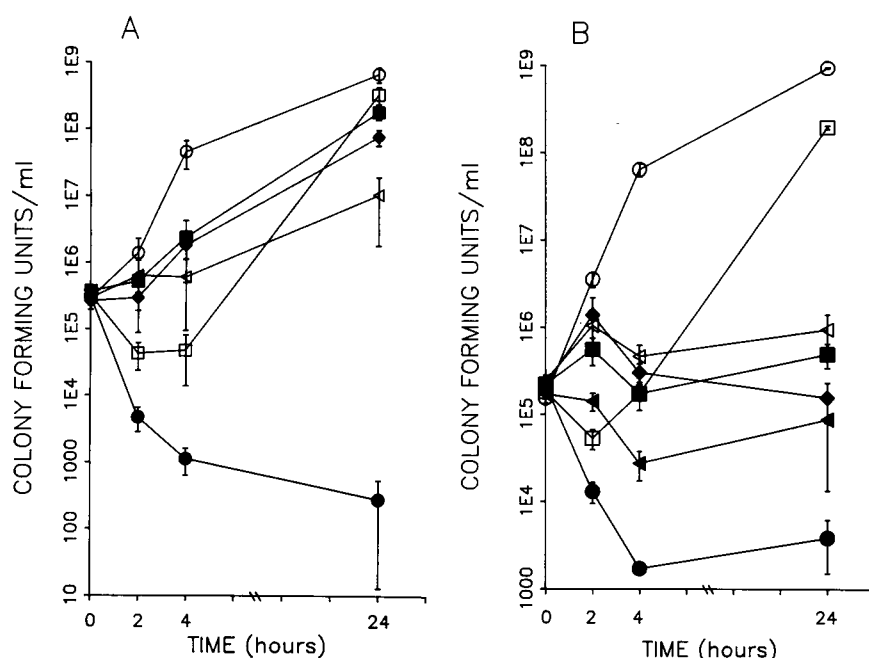 A
COLONY FORMING UNITS/ml
1E9
1E8
1E7
1E6
1E5
1E4
1000
100
10
0 2 4 24
TIME (hours)
B
COLONY FORMING UNITS/ml
1E9
1E8
1E7
1E6
1E5
1E4
1000
0 2 4 24
TIME (hours)